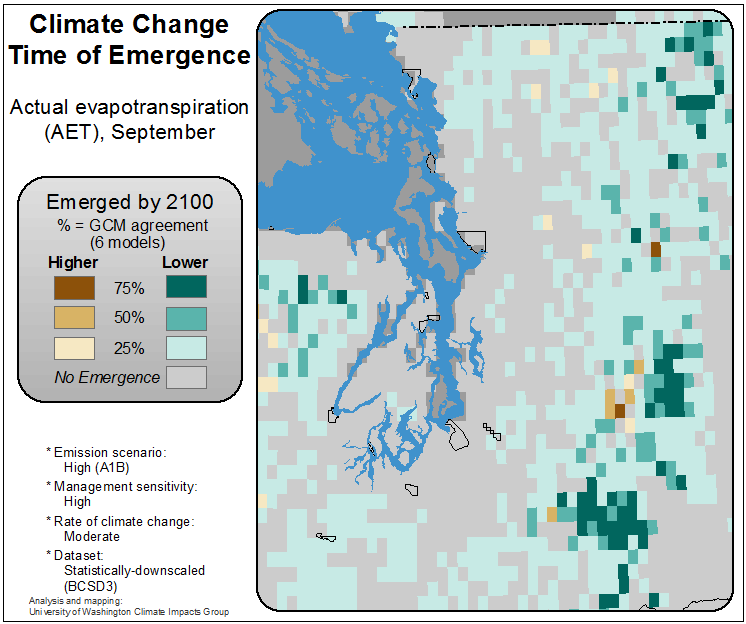 Climate Change
Time of Emergence
Actual evapotranspiration
(AET), September
Emerged by 2100
% = GCM agreement
(6 models)
Higher Lower
75%
50%
25%
No Emergence
* Emission scenario:
High (A1B)
* Management sensitivity:
High
* Rate of climate change:
Moderate
* Dataset:
Statistically-downscaled
(BCSD3)
Analysis and mapping:
University of Washington Climate Impacts Group